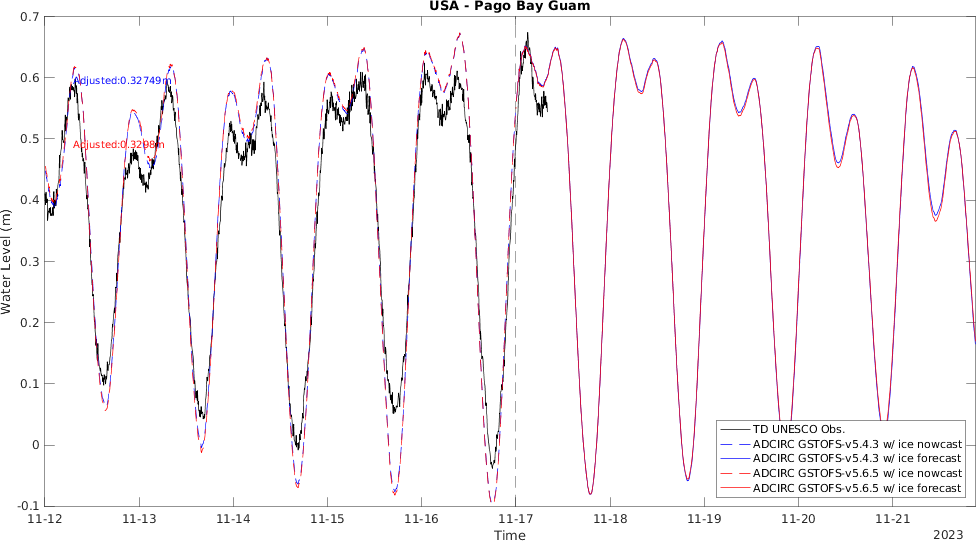 USA - Pago Bay Guam
0.7
0.6
0.5
0.4
0.3
0.2
0.1
0
-0.1
Water Level (m)
Adjusted:0.32749m
Adjusted:0.3298m
TD UNESCO Obs.
ADCIRC GSTOFS-v5.4.3 w/ ice nowcast
ADCIRC GSTOFS-v5.4.3 w/ ice forecast
ADCIRC GSTOFS-v5.6.5 w/ ice nowcast
ADCIRC GSTOFS-v5.6.5 w/ ice forecast
11-12 11-13 11-14 11-15 11-16 11-17 11-18 11-19 11-20 11-21
Time
2023